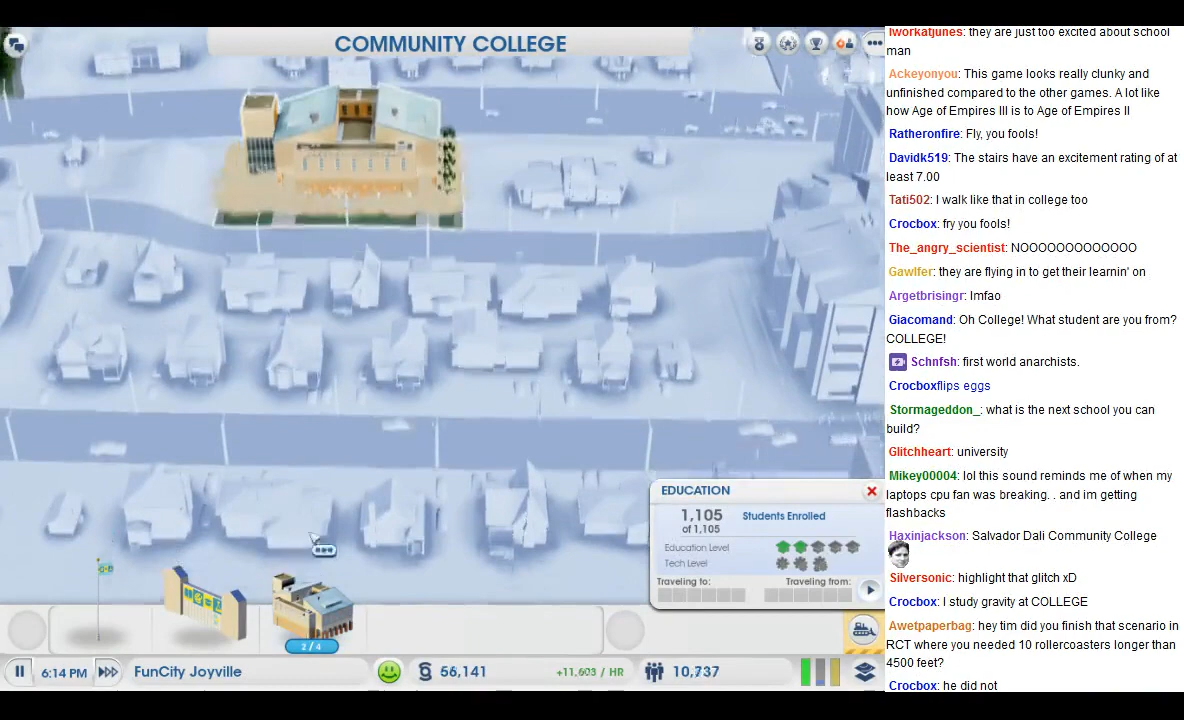 COMMUNITY COLLEGE
EDUCATION
1,105
of 1,105
Students Enrolled
Education Level
Tech Level
Traveling to:
Traveling from:
2 / 4
6:14 PM
FunCity Joyville
56,141
+11,603 / HR
10,737
Iworkatjunes: they are just too excited about school
man
Ackeyonyou: This game looks really clunky and
unfinished compared to the other games. A lot like
how Age of Empires III is to Age of Empires II
Ratheronfire: Fly, you fools!
Davidk519: The stairs have an excitement rating of at
least 7.00
Tati502: I walk like that in college too
Crocbox: fry you fools!
The_angry_scientist: NOOOOOOOOOOOOO
Gawlfer: they are flying in to get their learnin' on
Argetbrisingr: lmfao
Giacomand: Oh College! What student are you from?
COLLEGE!
Schnfsh: first world anarchists.
Crocboxflips eggs
Stormageddon_: what is the next school you can
build?
Glitchheart: university
Mikey00004: lol this sound reminds me of when my
laptops cpu fan was breaking. . and im getting
flashbacks
Haxinjackson: Salvador Dali Community College
Silversonic: highlight that glitch xD
Crocbox: I study gravity at COLLEGE
Awetpaperbag: hey tim did you finish that scenario in
RCT where you needed 10 rollercoasters longer than
4500 feet?
Crocbox: he did not